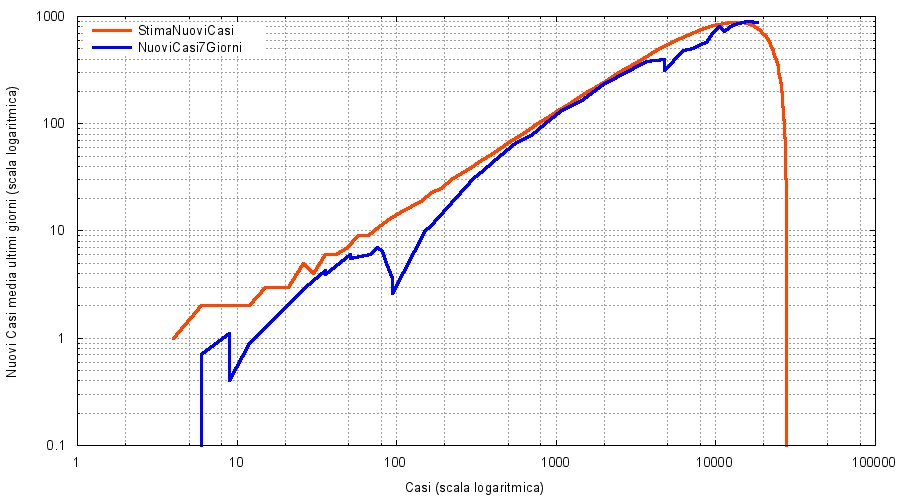 1000
StimaNuoviCasi
NuoviCasi7Giorni
100
10
1
0.1
Nuovi Casi media ultimi giorni (scala logaritmica)
1 10 100 1000 10000 100000
Casi (scala logaritmica)